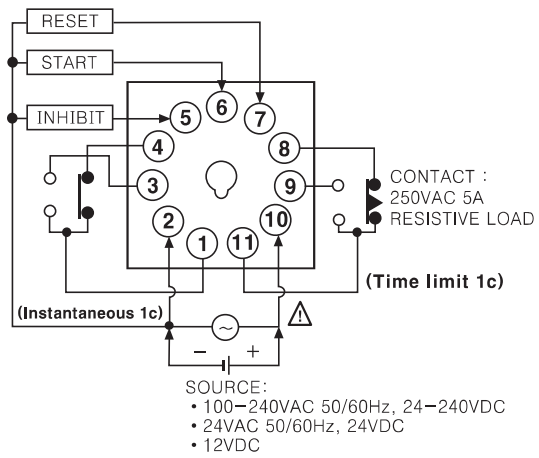 RESET
START
INHIBIT
6
5
7
4
8
3
9
2
10
1
11
CONTACT :
250VAC 5A
RESISTIVE LOAD
(Time limit 1c)
(Instantaneous 1c)
~
!
− +
SOURCE:
• 100-240VAC 50/60Hz, 24-240VDC
• 24VAC 50/60Hz, 24VDC
• 12VDC